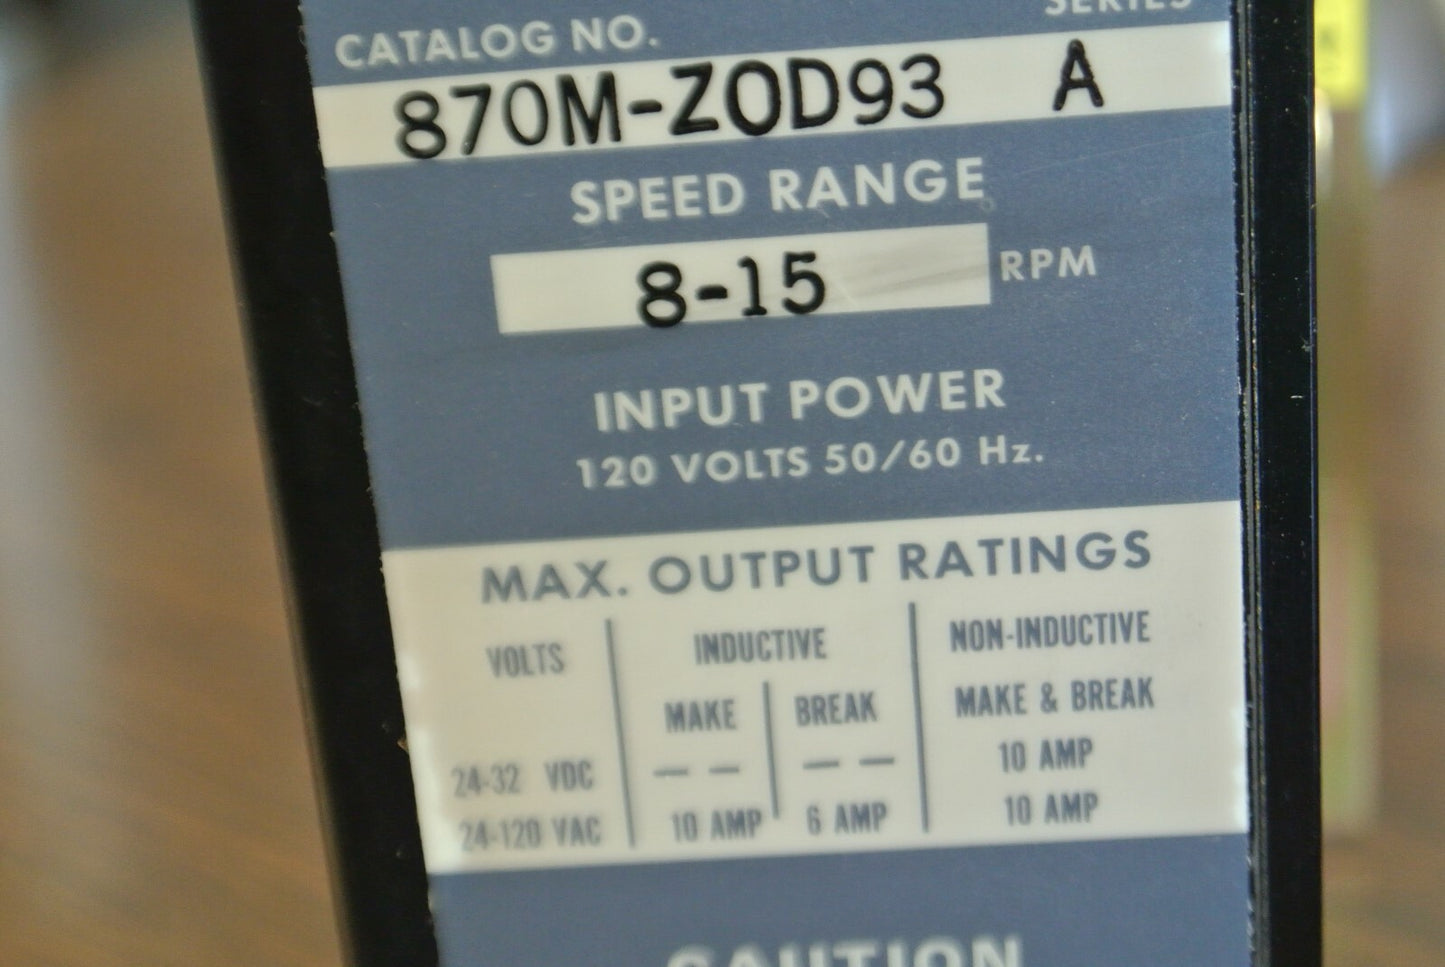 SERIES
CATALOG NO.
870M-ZOD93 A
SPEED RANGE
8-15 RPM
INPUT POWER
120 VOLTS 50/60 Hz.
MAX. OUTPUT RATINGS
VOLTS INDUCTIVE NON-INDUCTIVE
MAKE BREAK MAKE & BREAK
24-32 VDC — — — — 10 AMP
24-120 VAC 10 AMP 6 AMP 10 AMP
CAUTION